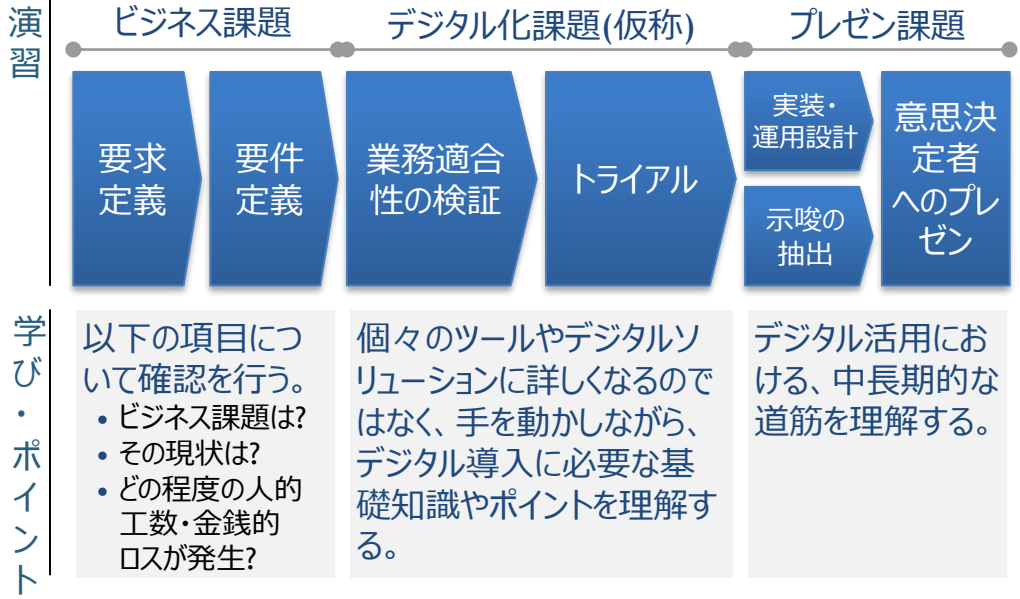 演習
ビジネス課題
デジタル化課題(仮称)
プレゼン課題
要求
定義
要件
定義
業務適合
性の検証
トライアル
実装・
運用設計
示唆の
抽出
意思決
定者
へのプレ
ゼン
学び・ポイント
以下の項目につ
いて確認を行う。
• ビジネス課題は?
• その現状は?
• どの程度の人的
工数・金銭的
ロスが発生?
個々のツールやデジタルソ
リューションに詳しくなるので
はなく、手を動かしながら、
デジタル導入に必要な基
礎知識やポイントを理解す
る。
デジタル活用にお
ける、中長期的な
道筋を理解する。